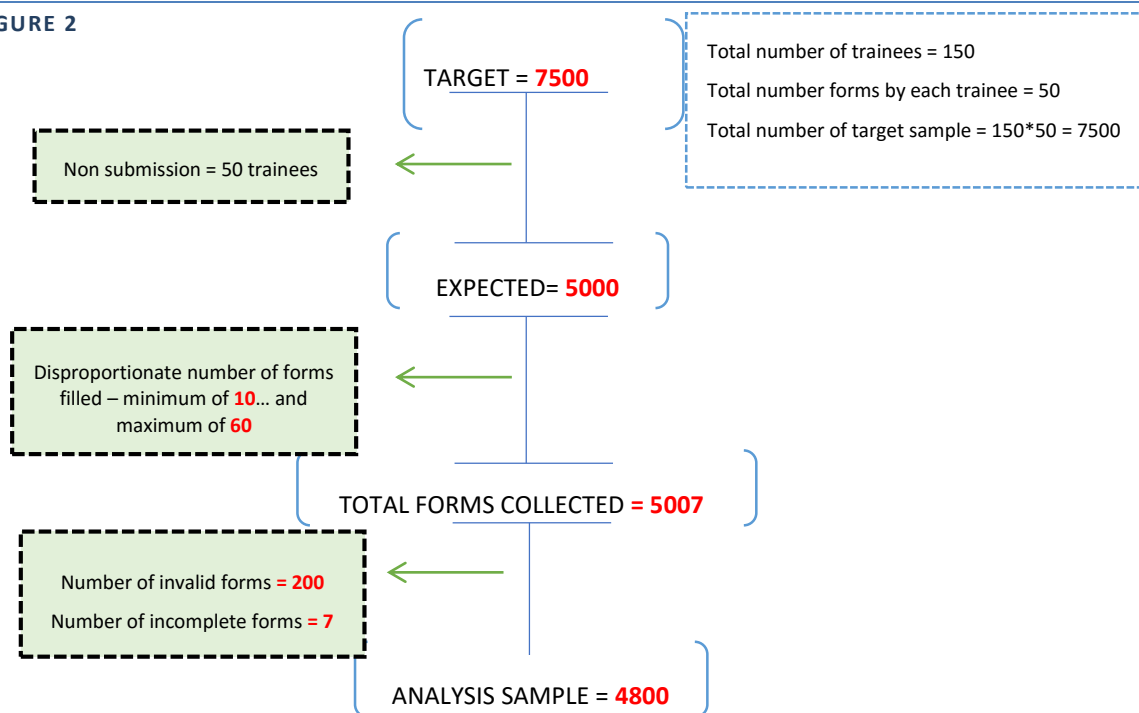 GURE 2
TARGET = 7500
Total number of trainees = 150
Total number forms by each trainee = 50
Total number of target sample = 150*50 = 7500
Non submission = 50 trainees
EXPECTED= 5000
Disproportionate number of forms
filled – minimum of 10… and
maximum of 60
TOTAL FORMS COLLECTED = 5007
Number of invalid forms = 200
Number of incomplete forms = 7
ANALYSIS SAMPLE = 4800